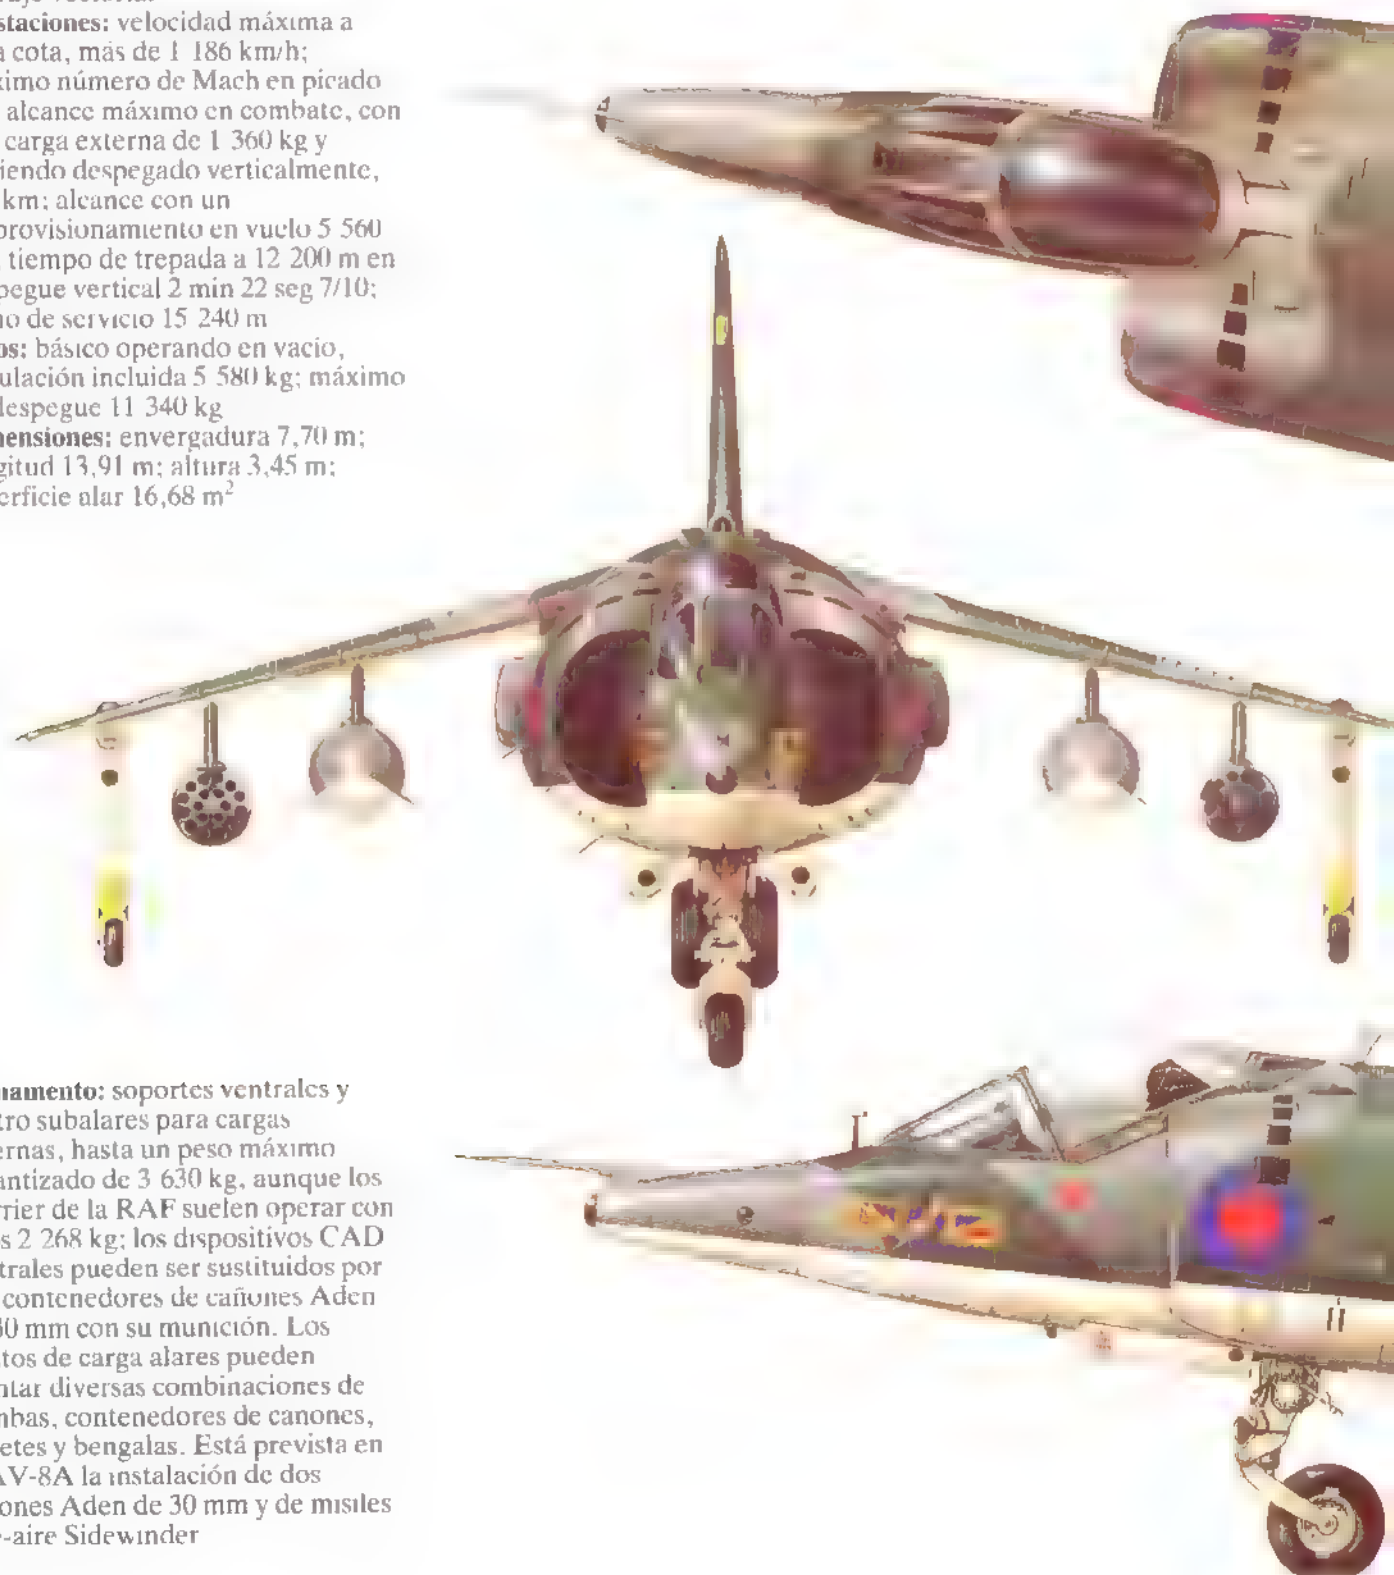 staciones: velocidad máxima a
a cota, más de 1 186 km/h;
ximo número de Mach en picado
alcance máximo en combate, con
carga externa de 1 360 kg y
iendo despegado verticalmente,
km; alcance con un
provisionamiento en vuelo 5 560
tiempo de trepada a 12 200 m en
pegue vertical 2 min 22 seg 7/10;
no de servicio 15 240 m
os: básico operando en vacío,
ulación incluida 5 580 kg; máximo
despegue 11 340 kg
ensiones: envergadura 7,70 m;
gitud 13,91 m; altura 3,45 m;
erficie alar 16,68 m²
namento: soportes ventrales y
tro subalares para cargas
ernas, hasta un peso máximo
antizado de 3 630 kg, aunque los
rrier de la RAF suelen operar con
s 2 268 kg; los dispositivos CAD
trales pueden ser sustituidos por
contenedores de cañones Aden
30 mm con su munición. Los
tos de carga alares pueden
ntar diversas combinaciones de
nbas, contenedores de canones,
etes y bengalas. Está prevista en
AV-8A la instalación de dos
ones Aden de 30 mm y de misiles
-aire Sidewinder